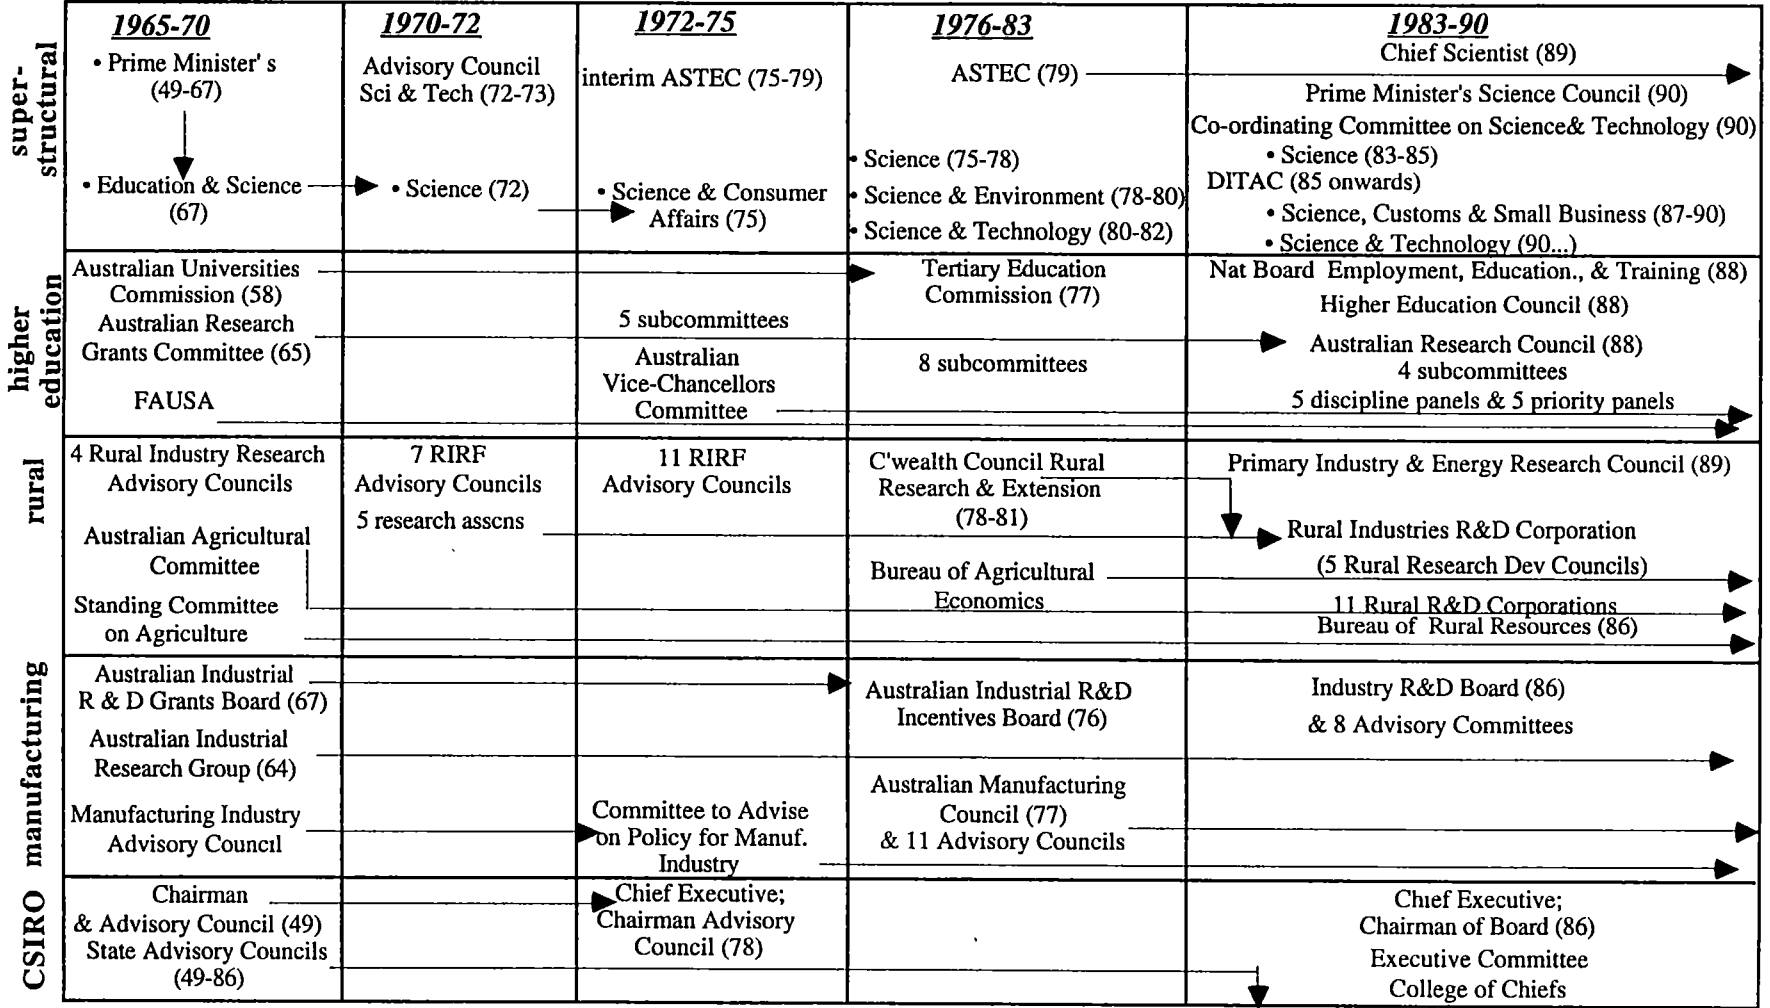 1965-70
1970-72
1972-75
1976-83
1983-90
super-
structural
• Prime Minister' s
(49-67)
• Education & Science
(67)
Advisory Council
Sci & Tech (72-73)
• Science (72)
interim ASTEC (75-79)
• Science & Consumer
Affairs (75)
ASTEC (79)
• Science (75-78)
• Science & Environment (78-80)
• Science & Technology (80-82)
Chief Scientist (89)
Prime Minister's Science Council (90)
Co-ordinating Committee on Science& Technology (90)
• Science (83-85)
DITAC (85 onwards)
• Science, Customs & Small Business (87-90)
• Science & Technology (90...)
higher
education
Australian Universities
Commission (58)
Australian Research
Grants Committee (65)
FAUSA
5 subcommittees
Australian
Vice-Chancellors
Committee
Tertiary Education
Commission (77)
8 subcommittees
Nat Board Employment, Education., & Training (88)
Higher Education Council (88)
Australian Research Council (88)
4 subcommittees
5 discipline panels & 5 priority panels
rural
4 Rural Industry Research
Advisory Councils
Australian Agricultural
Committee
Standing Committee
on Agriculture
7 RIRF
Advisory Councils
5 research asscns
11 RIRF
Advisory Councils
C'wealth Council Rural
Research & Extension
(78-81)
Bureau of Agricultural
Economics
Primary Industry & Energy Research Council (89)
Rural Industries R&D Corporation
(5 Rural Research Dev Councils)
11 Rural R&D Corporations
Bureau of Rural Resources (86)
manufacturing
Australian Industrial
R & D Grants Board (67)
Australian Industrial
Research Group (64)
Manufacturing Industry
Advisory Council
Committee to Advise
on Policy for Manuf.
Industry
Australian Industrial R&D
Incentives Board (76)
Australian Manufacturing
Council (77)
& 11 Advisory Councils
Industry R&D Board (86)
& 8 Advisory Committees
CSIRO
Chairman
& Advisory Council (49)
State Advisory Councils
(49-86)
Chief Executive;
Chairman Advisory
Council (78)
Chief Executive;
Chairman of Board (86)
Executive Committee
College of Chiefs